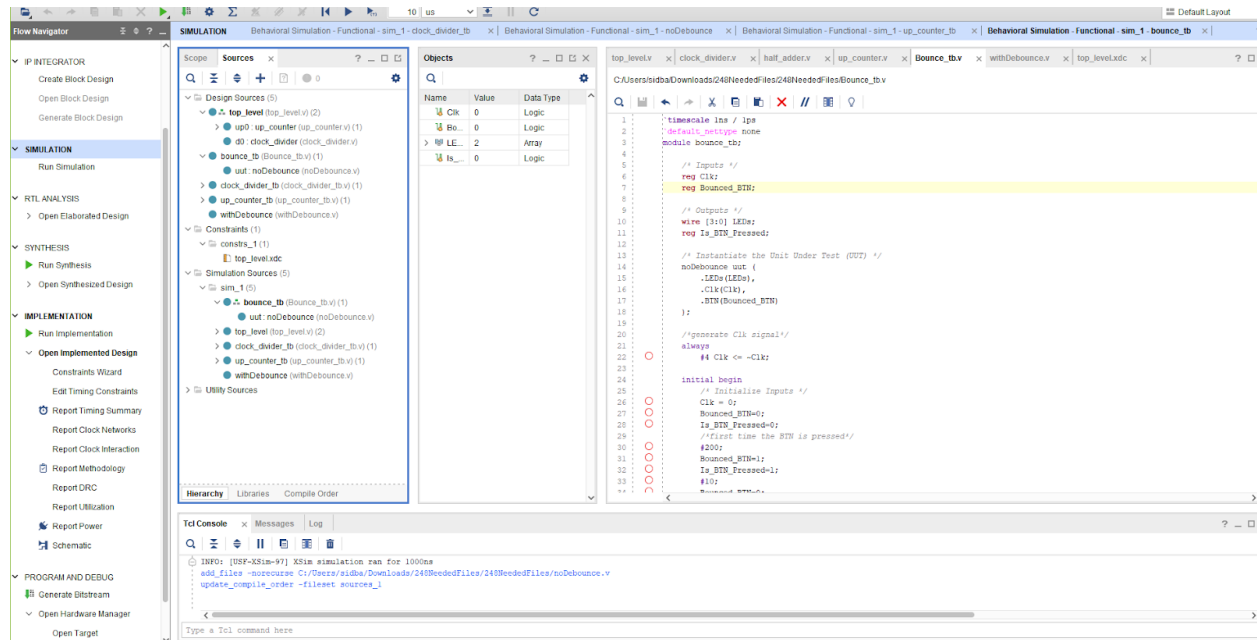 10 us
Default Layout
Flow Navigator
SIMULATION
Behavioral Simulation - Functional - sim_1 - clock_divider_tb
Behavioral Simulation - Functional - sim_1 - noDebounce
Behavioral Simulation - Functional - sim_1 - up_counter_tb
Behavioral Simulation - Functional - sim_1 - bounce_tb
IP INTEGRATOR
Create Block Design
Open Block Design
Generate Block Design
SIMULATION
Run Simulation
RTL ANALYSIS
Open Elaborated Design
SYNTHESIS
Run Synthesis
Open Synthesized Design
IMPLEMENTATION
Run Implementation
Open Implemented Design
Constraints Wizard
Edit Timing Constraints
Report Timing Summary
Report Clock Networks
Report Clock Interaction
Report Methodology
Report DRC
Report Utilization
Report Power
Schematic
PROGRAM AND DEBUG
Generate Bitstream
Open Hardware Manager
Open Target
Scope Sources
0
Design Sources (5)
top_level (top_level.v) (2)
up0 : up_counter (up_counter.v) (1)
d0 : clock_divider (clock_divider.v)
bounce_tb (Bounce_tb.v) (1)
uut : noDebounce (noDebounce.v)
clock_divider_tb (clock_divider_tb.v) (1)
up_counter_tb (up_counter_tb.v) (1)
withDebounce (withDebounce.v)
Constraints (1)
constrs_1 (1)
top_level.xdc
Simulation Sources (5)
sim_1 (5)
bounce_tb (Bounce_tb.v) (1)
uut : noDebounce (noDebounce.v)
top_level (top_level.v) (2)
clock_divider_tb (clock_divider_tb.v) (1)
up_counter_tb (up_counter_tb.v) (1)
withDebounce (withDebounce.v)
Utility Sources
Hierarchy Libraries Compile Order
Objects
Name Value Data Type
Clk 0 Logic
Bo... 0 Logic
LE... 2 Array
Is_... 0 Logic
top_level.v clock_divider.v half_adder.v up_counter.v Bounce_tb.v withDebounce.v top_level.xdc
C:/Users/sidba/Downloads/248NeededFiles/248NeededFiles/Bounce_tb.v
1 `timescale 1ns / 1ps
2 `default_nettype none
3 module bounce_tb;
4
5 /* Inputs */
6 reg Clk;
7 reg Bounced_BTN;
8
9 /* Outputs */
10 wire [3:0] LEDs;
11 reg Is_BTN_Pressed;
12
13 /* Instantiate the Unit Under Test (UUT) */
14 noDebounce uut (
15 .LEDs(LEDs),
16 .Clk(Clk),
17 .BTN(Bounced_BTN)
18 );
19
20 /*generate Clk signal*/
21 always
22 #4 Clk <= ~Clk;
23
24 initial begin
25 /* Initialize Inputs */
26 Clk = 0;
27 Bounced_BTN=0;
28 Is_BTN_Pressed=0;
29 /*first time the BTN is pressed*/
30 #200;
31 Bounced_BTN=1;
32 Is_BTN_Pressed=1;
33 #10;
Tcl Console Messages Log
INFO: [USF-XSim-97] XSim simulation ran for 1000ns
add_files -norecurse C:/Users/sidba/Downloads/248NeededFiles/248NeededFiles/noDebounce.v
update_compile_order -fileset sources_1
Type a Tcl command here